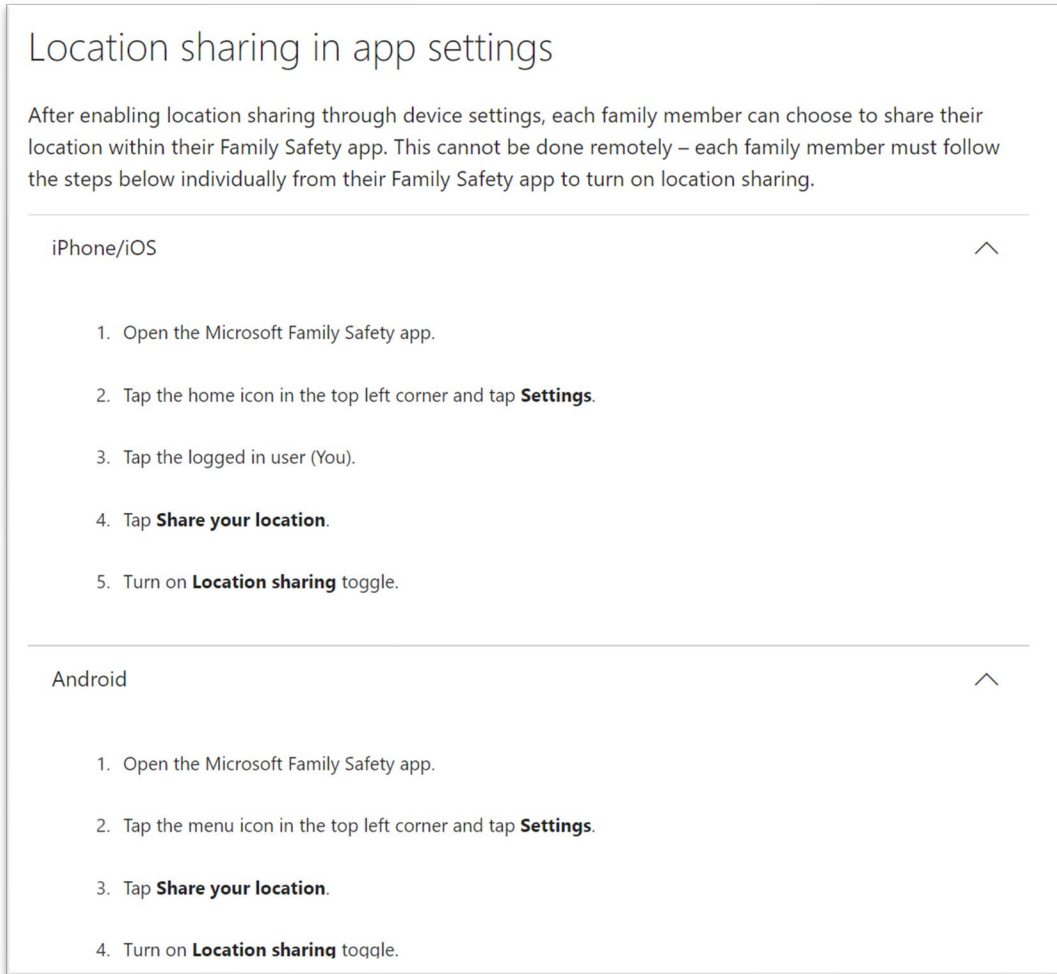 Location sharing in app settings
After enabling location sharing through device settings, each family member can choose to share their
location within their Family Safety app. This cannot be done remotely – each family member must follow
the steps below individually from their Family Safety app to turn on location sharing.
iPhone/iOS
1. Open the Microsoft Family Safety app.
2. Tap the home icon in the top left corner and tap Settings.
3. Tap the logged in user (You).
4. Tap Share your location.
5. Turn on Location sharing toggle.
Android
1. Open the Microsoft Family Safety app.
2. Tap the menu icon in the top left corner and tap Settings.
3. Tap Share your location.
4. Turn on Location sharing toggle.